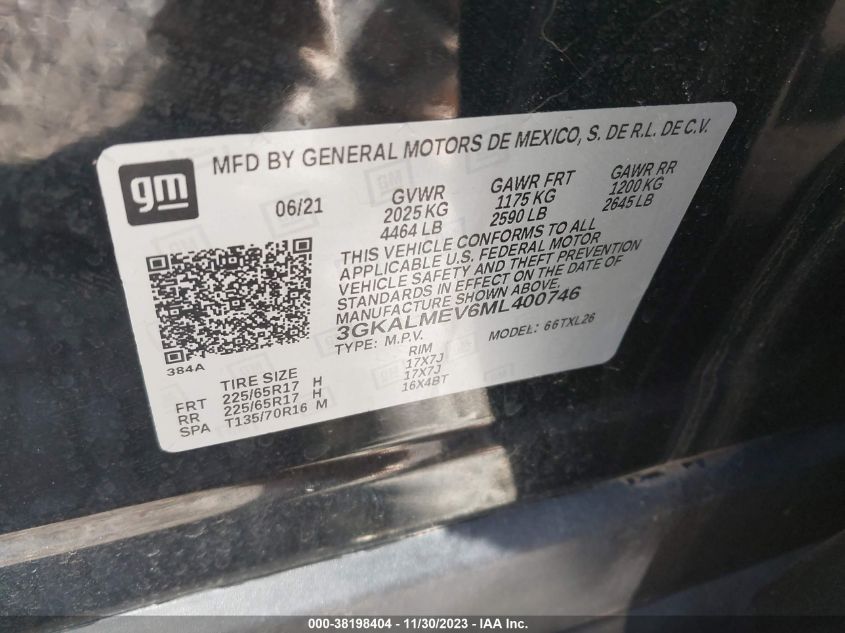 gm
MFD BY GENERAL MOTORS DE MEXICO, S. DE R.L. DE C.V.
06/21
GVWR
2025 KG
4464 LB
GAWR FRT
1175 KG
2590 LB
GAWR RR
1200 KG
2645 LB
THIS VEHICLE CONFORMS TO ALL
APPLICABLE U.S. FEDERAL MOTOR
VEHICLE SAFETY AND THEFT PREVENTION
STANDARDS IN EFFECT ON THE DATE OF
MANUFACTURE SHOWN ABOVE.
3GKALMEV6ML400746
TYPE: M.P.V. MODEL: 66TXL26
384A
TIRE SIZE RIM
FRT 225/65R17 H 17X7J
RR 225/65R17 H 17X7J
SPA T135/70R16 M 16X4BT
000-38198404 - 11/30/2023 - IAA Inc.